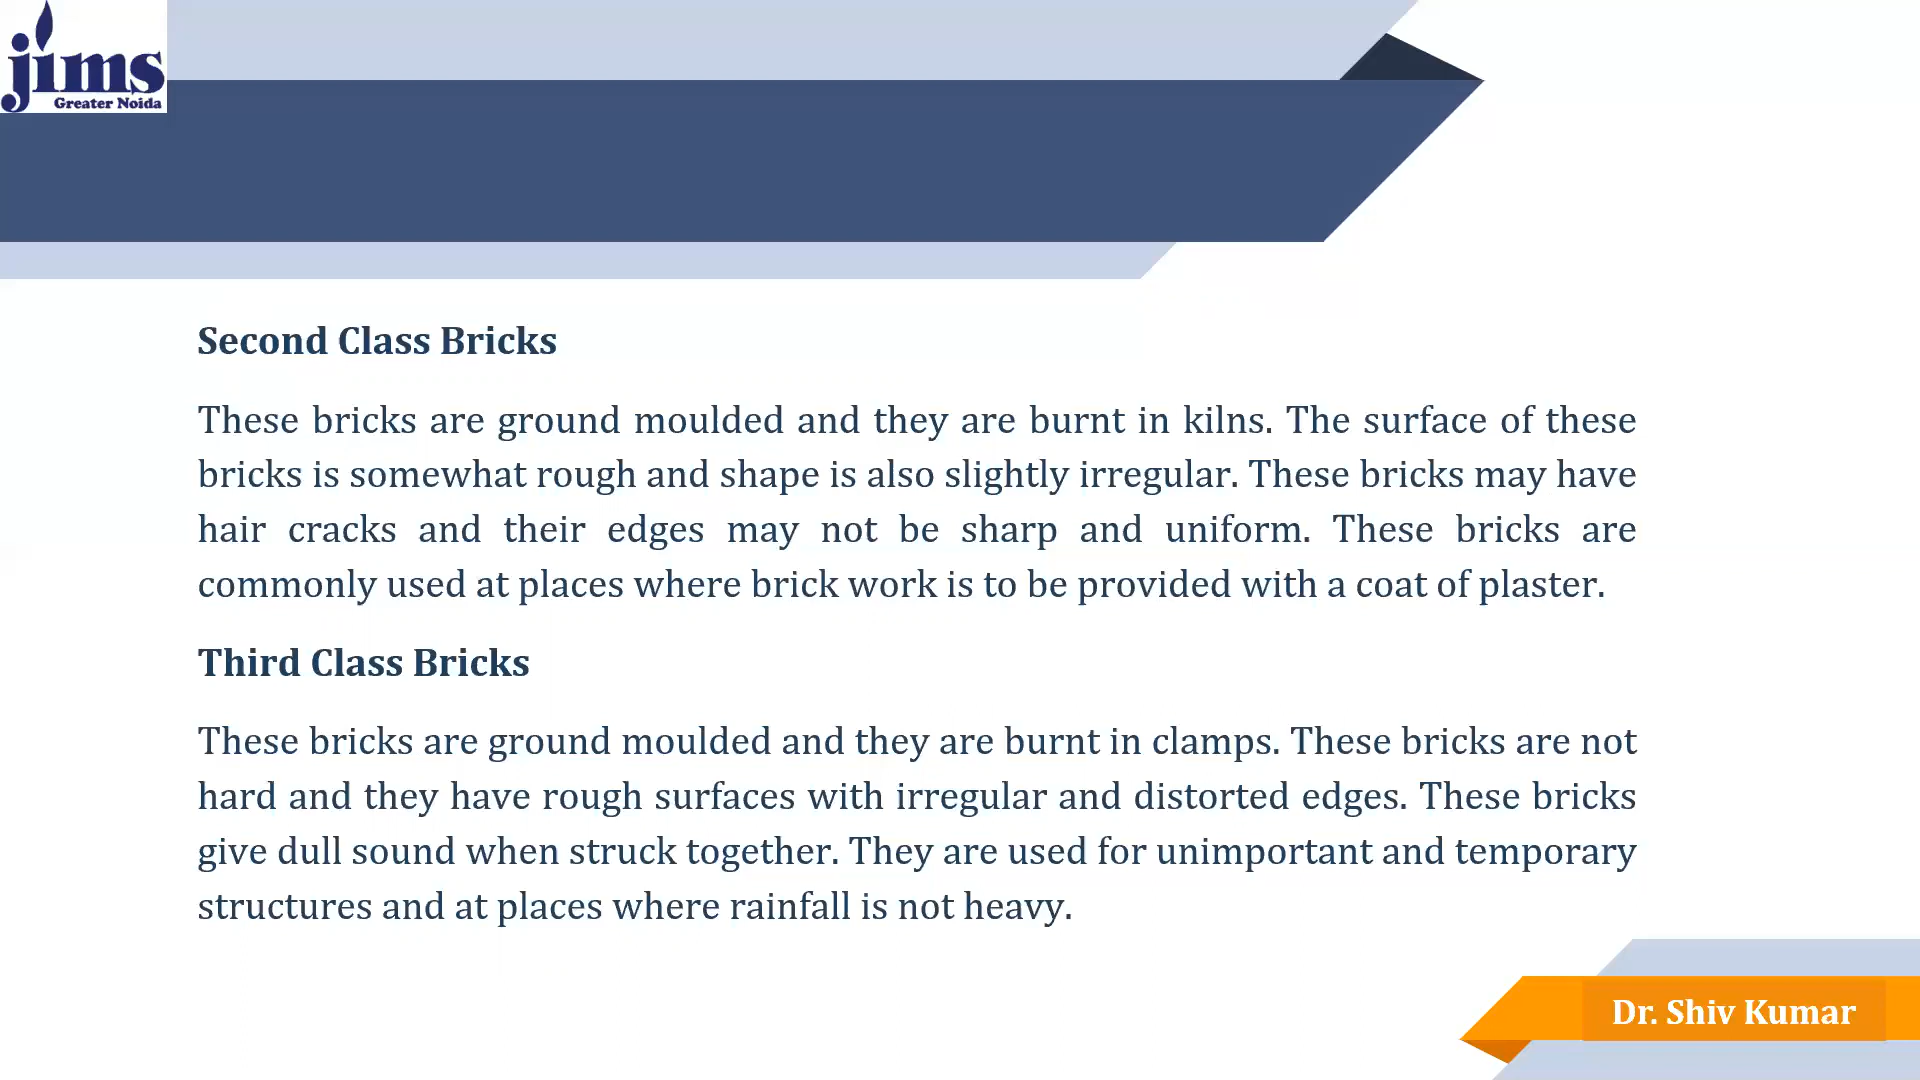 jims
Greater Noida
Second Class Bricks
These bricks are ground moulded and they are burnt in kilns. The surface of these
bricks is somewhat rough and shape is also slightly irregular. These bricks may have
hair cracks and their edges may not be sharp and uniform. These bricks are
commonly used at places where brick work is to be provided with a coat of plaster.
Third Class Bricks
These bricks are ground moulded and they are burnt in clamps. These bricks are not
hard and they have rough surfaces with irregular and distorted edges. These bricks
give dull sound when struck together. They are used for unimportant and temporary
structures and at places where rainfall is not heavy.
Dr. Shiv Kumar